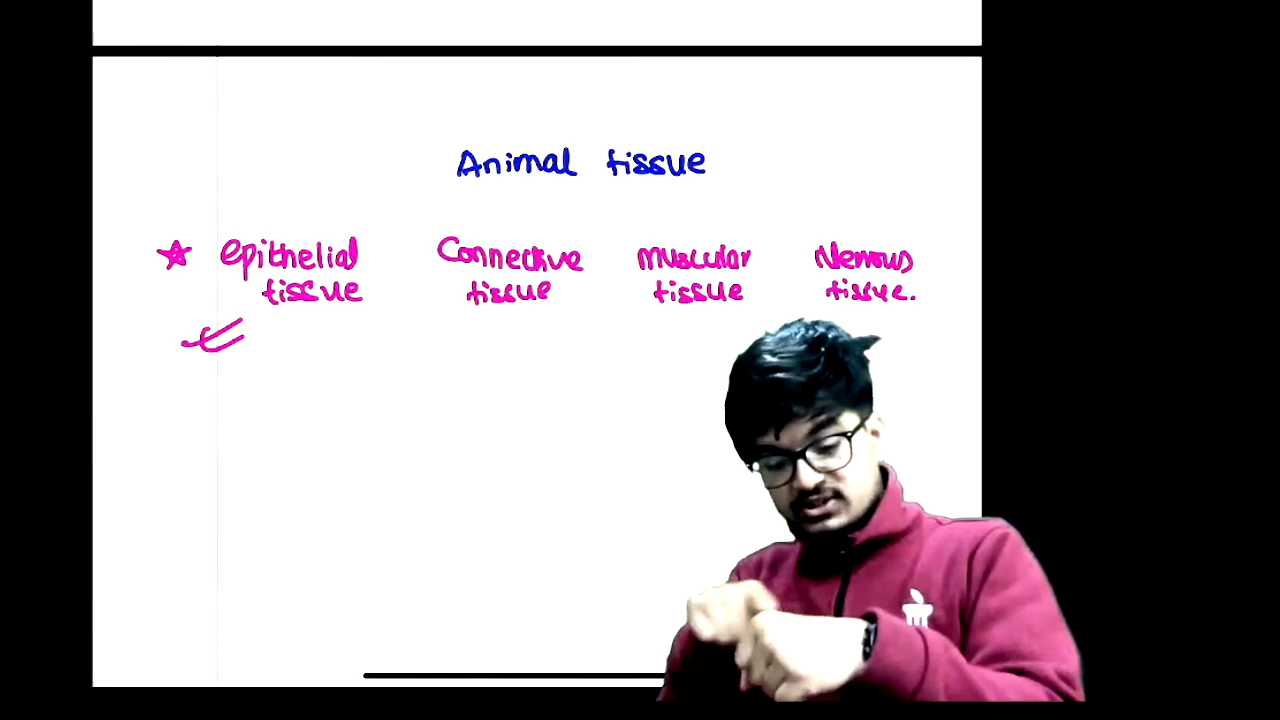 Animal tissue
★ Epithelial tissue
Connective tissue
Muscular tissue
Nervous tissue.